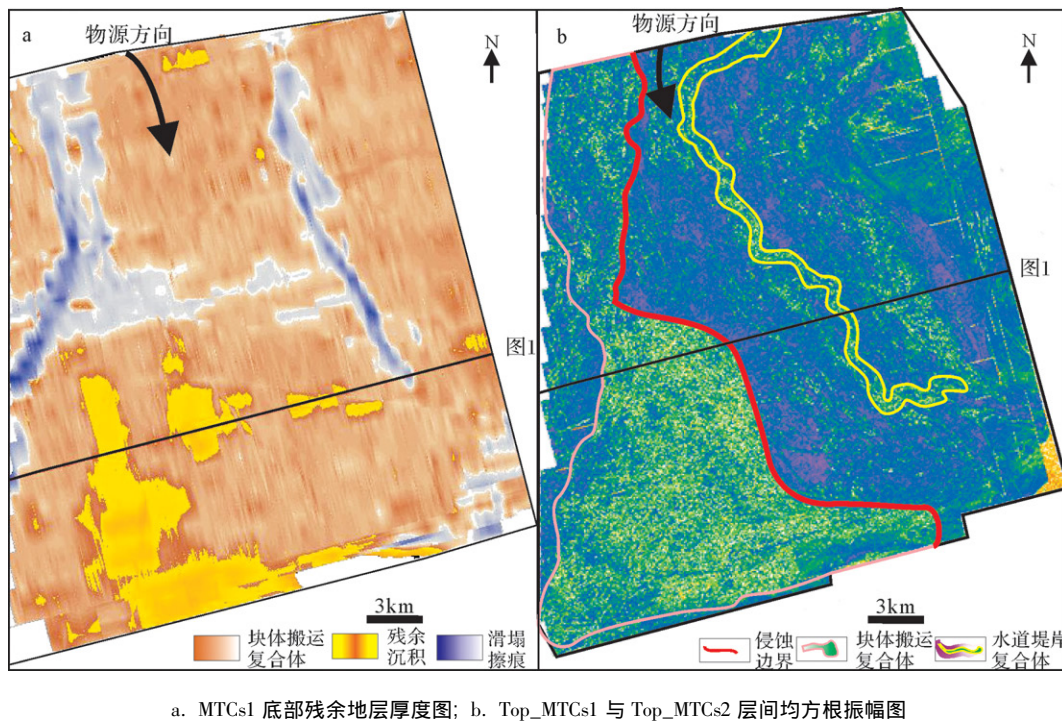 a
物源方向
N
图1
3km
块体搬运
复合体
残余
沉积
滑塌
擦痕
b
物源方向
N
图1
3km
侵蚀
边界
块体搬运
复合体
水道堤岸
复合体
a. MTCs1 底部残余地层厚度图; b. Top_MTCs1 与 Top_MTCs2 层间均方根振幅图